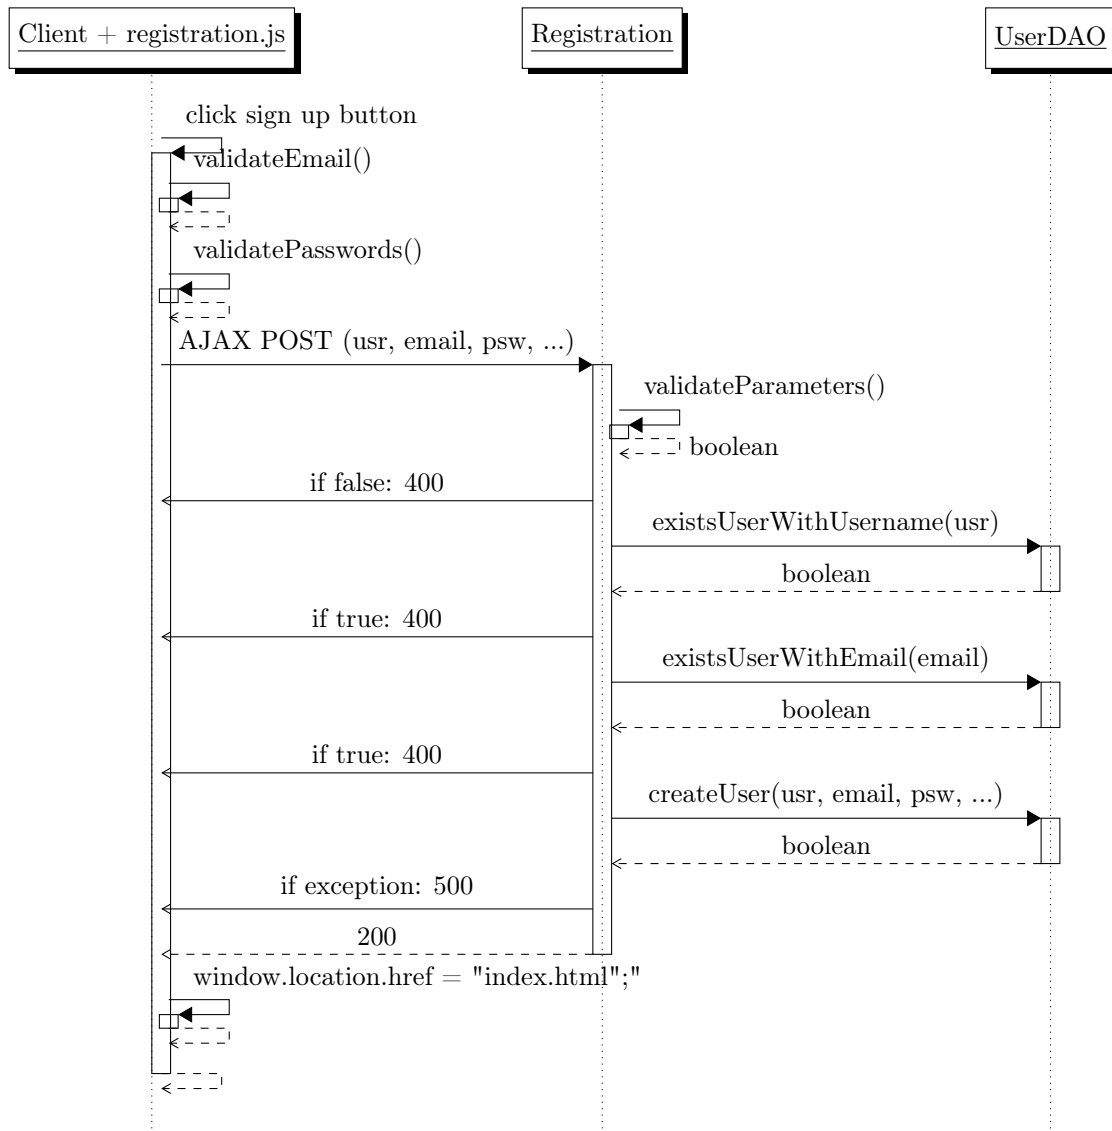 Client + registration.js
Registration
UserDAO
click sign up button
validateEmail()
validatePasswords()
AJAX POST (usr, email, psw, ...)
validateParameters()
boolean
if false: 400
existsUserWithUsername(usr)
boolean
if true: 400
existsUserWithEmail(email)
boolean
if true: 400
createUser(usr, email, psw, ...)
boolean
if exception: 500
200
window.location.href = "index.html";"